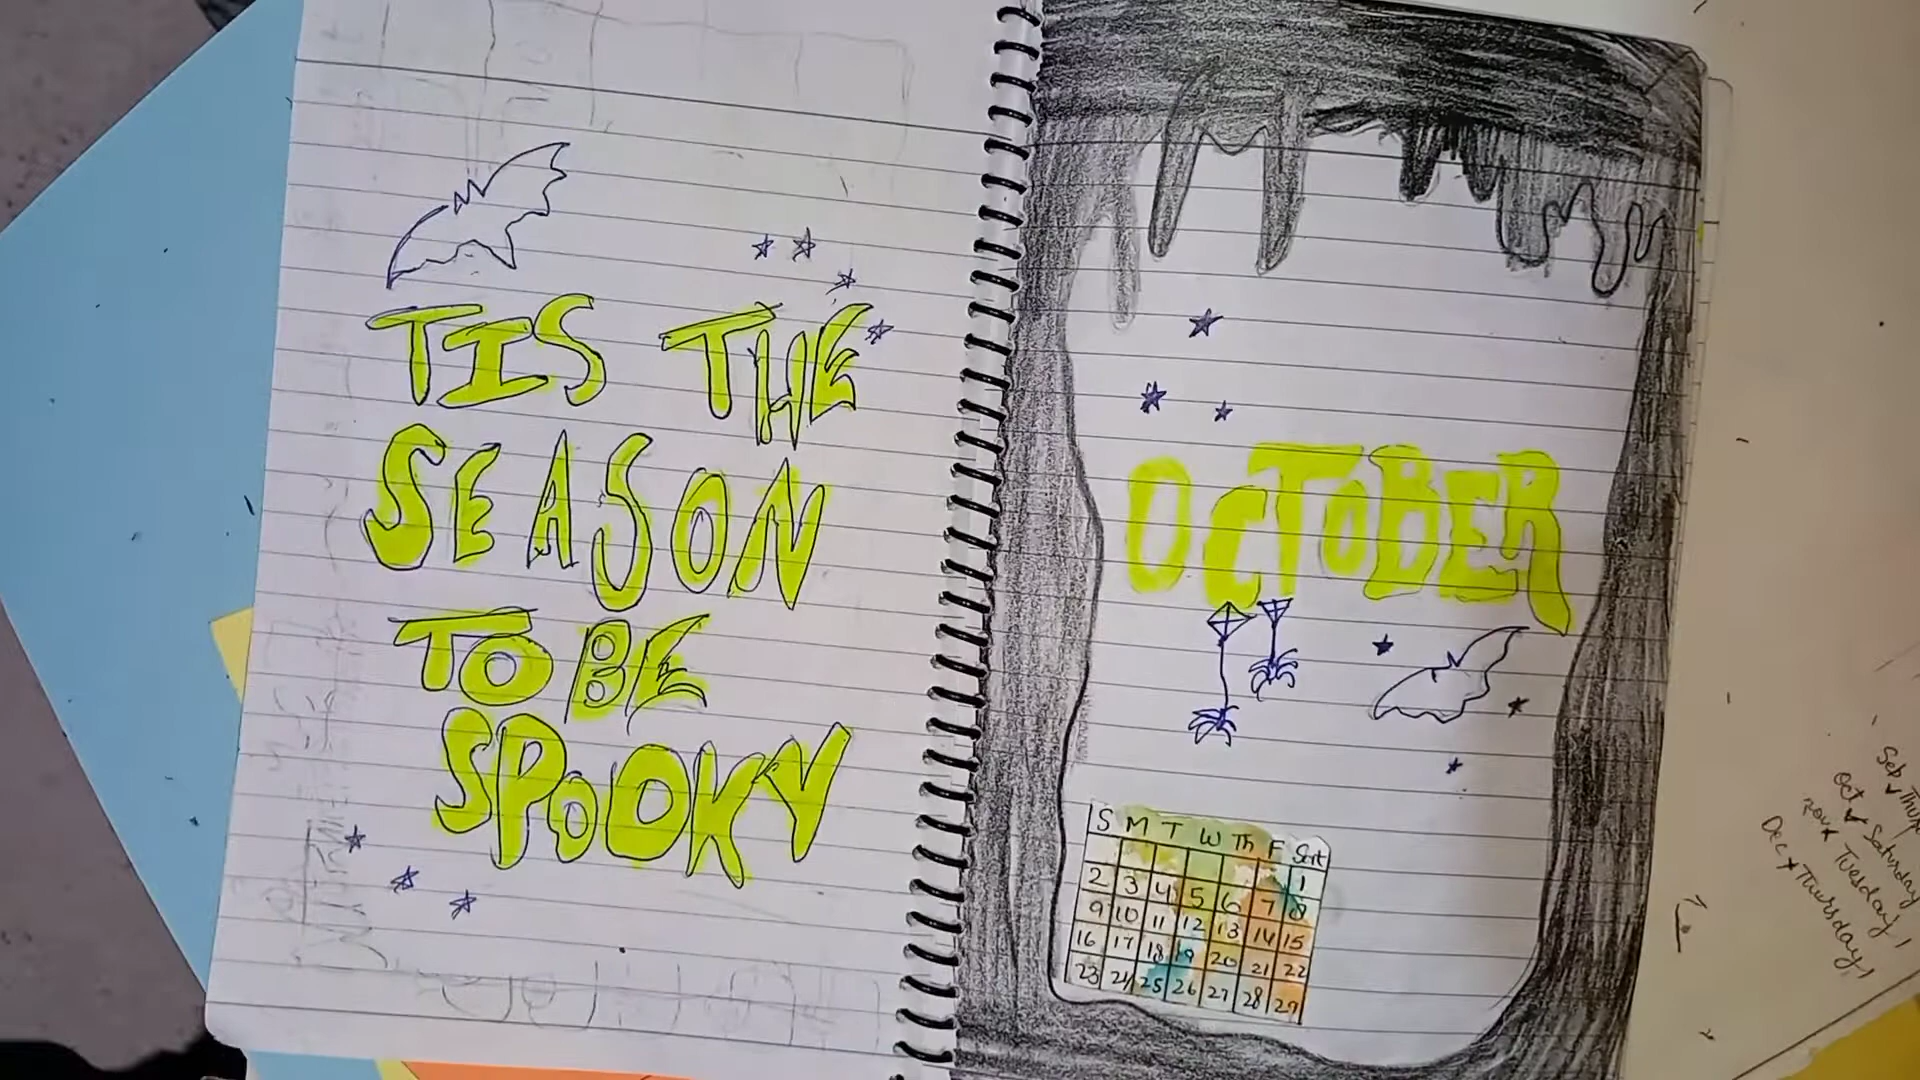 TIS THE
SEASON
TO BE
SPOOKY
OCTOBER
S M T W Th F Sat
1
2 3 4 5 6 7 8
9 10 11 12 13 14 15
16 17 18 19 20 21 22
23 24 25 26 27 28 29
Oct Saturday
Tuesday
Dec Thursday